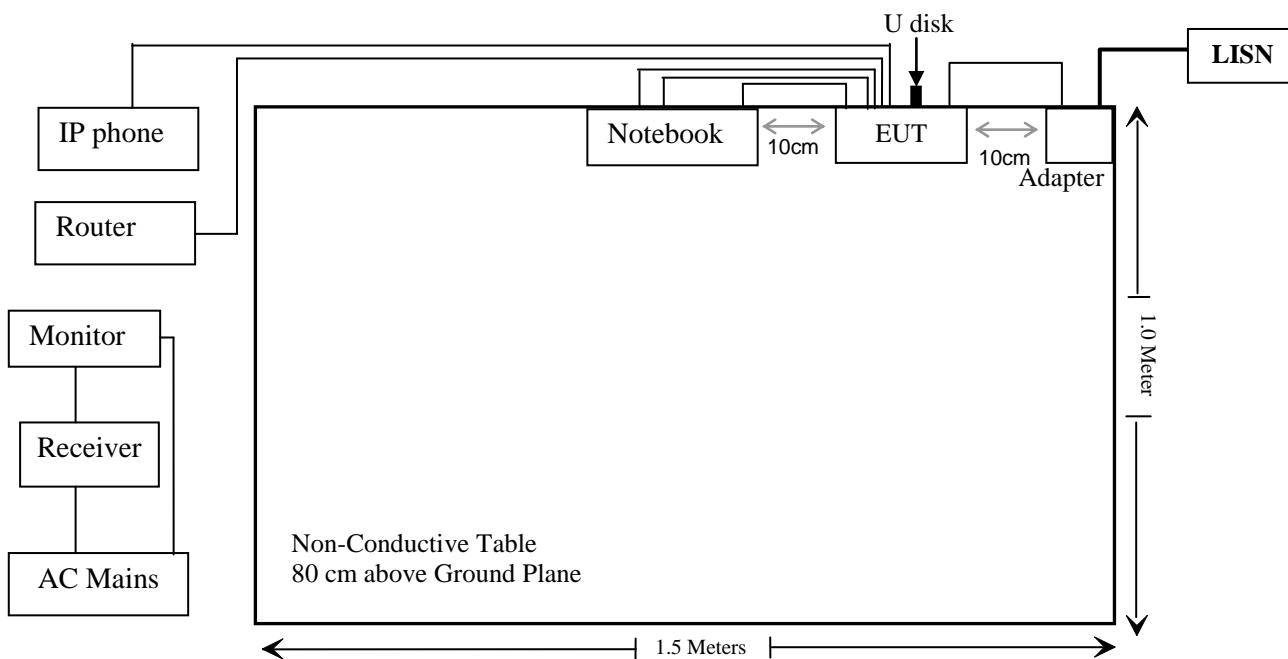 U disk
LISN
IP phone
Notebook
10cm
EUT
10cm
Adapter
Router
Monitor
1.0 Meter
Receiver
Non-Conductive Table
80 cm above Ground Plane
AC Mains
1.5 Meters